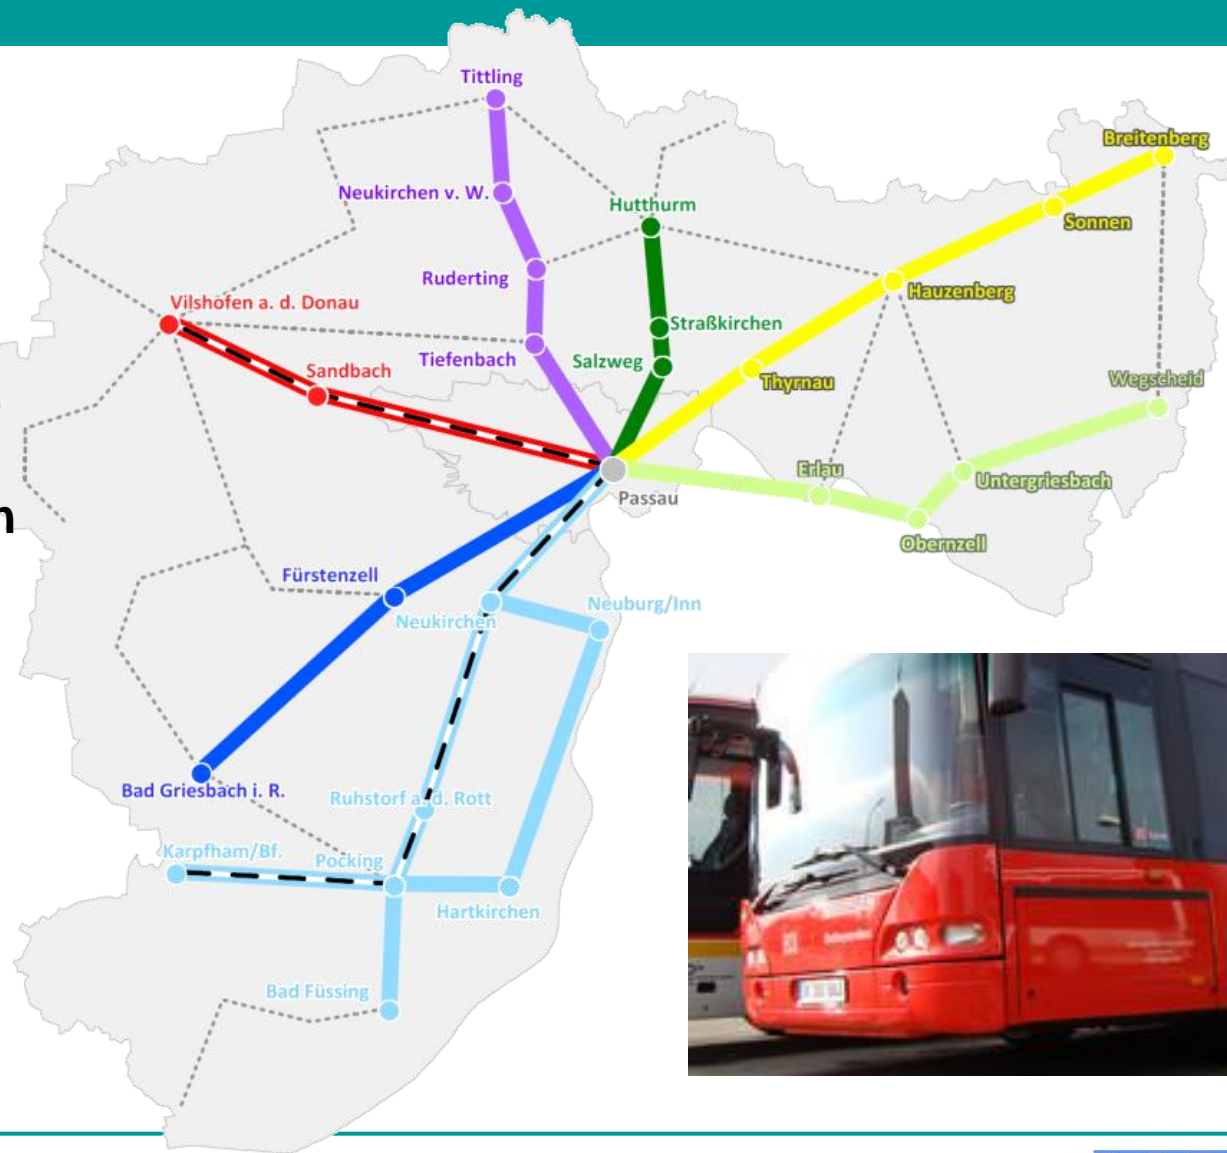 Tittling
Breitenberg
Neukirchen v. W.
Hutthurm
Sonnen
Ruderting
Hauzenberg
Vilshofen a. d. Donau
Straßkirchen
Tiefenbach
Salzweg
Sandbach
Thyrnau
Wegscheid
Erlau
Untergriesbach
Passau
n
Obernzell
Fürstenzell
Neuburg/Inn
Neukirchen
Bad Griesbach i. R.
Ruhstorf a. d. Rott
Karpfham/Bf.
Pocking
Hartkirchen
Bad Füssing